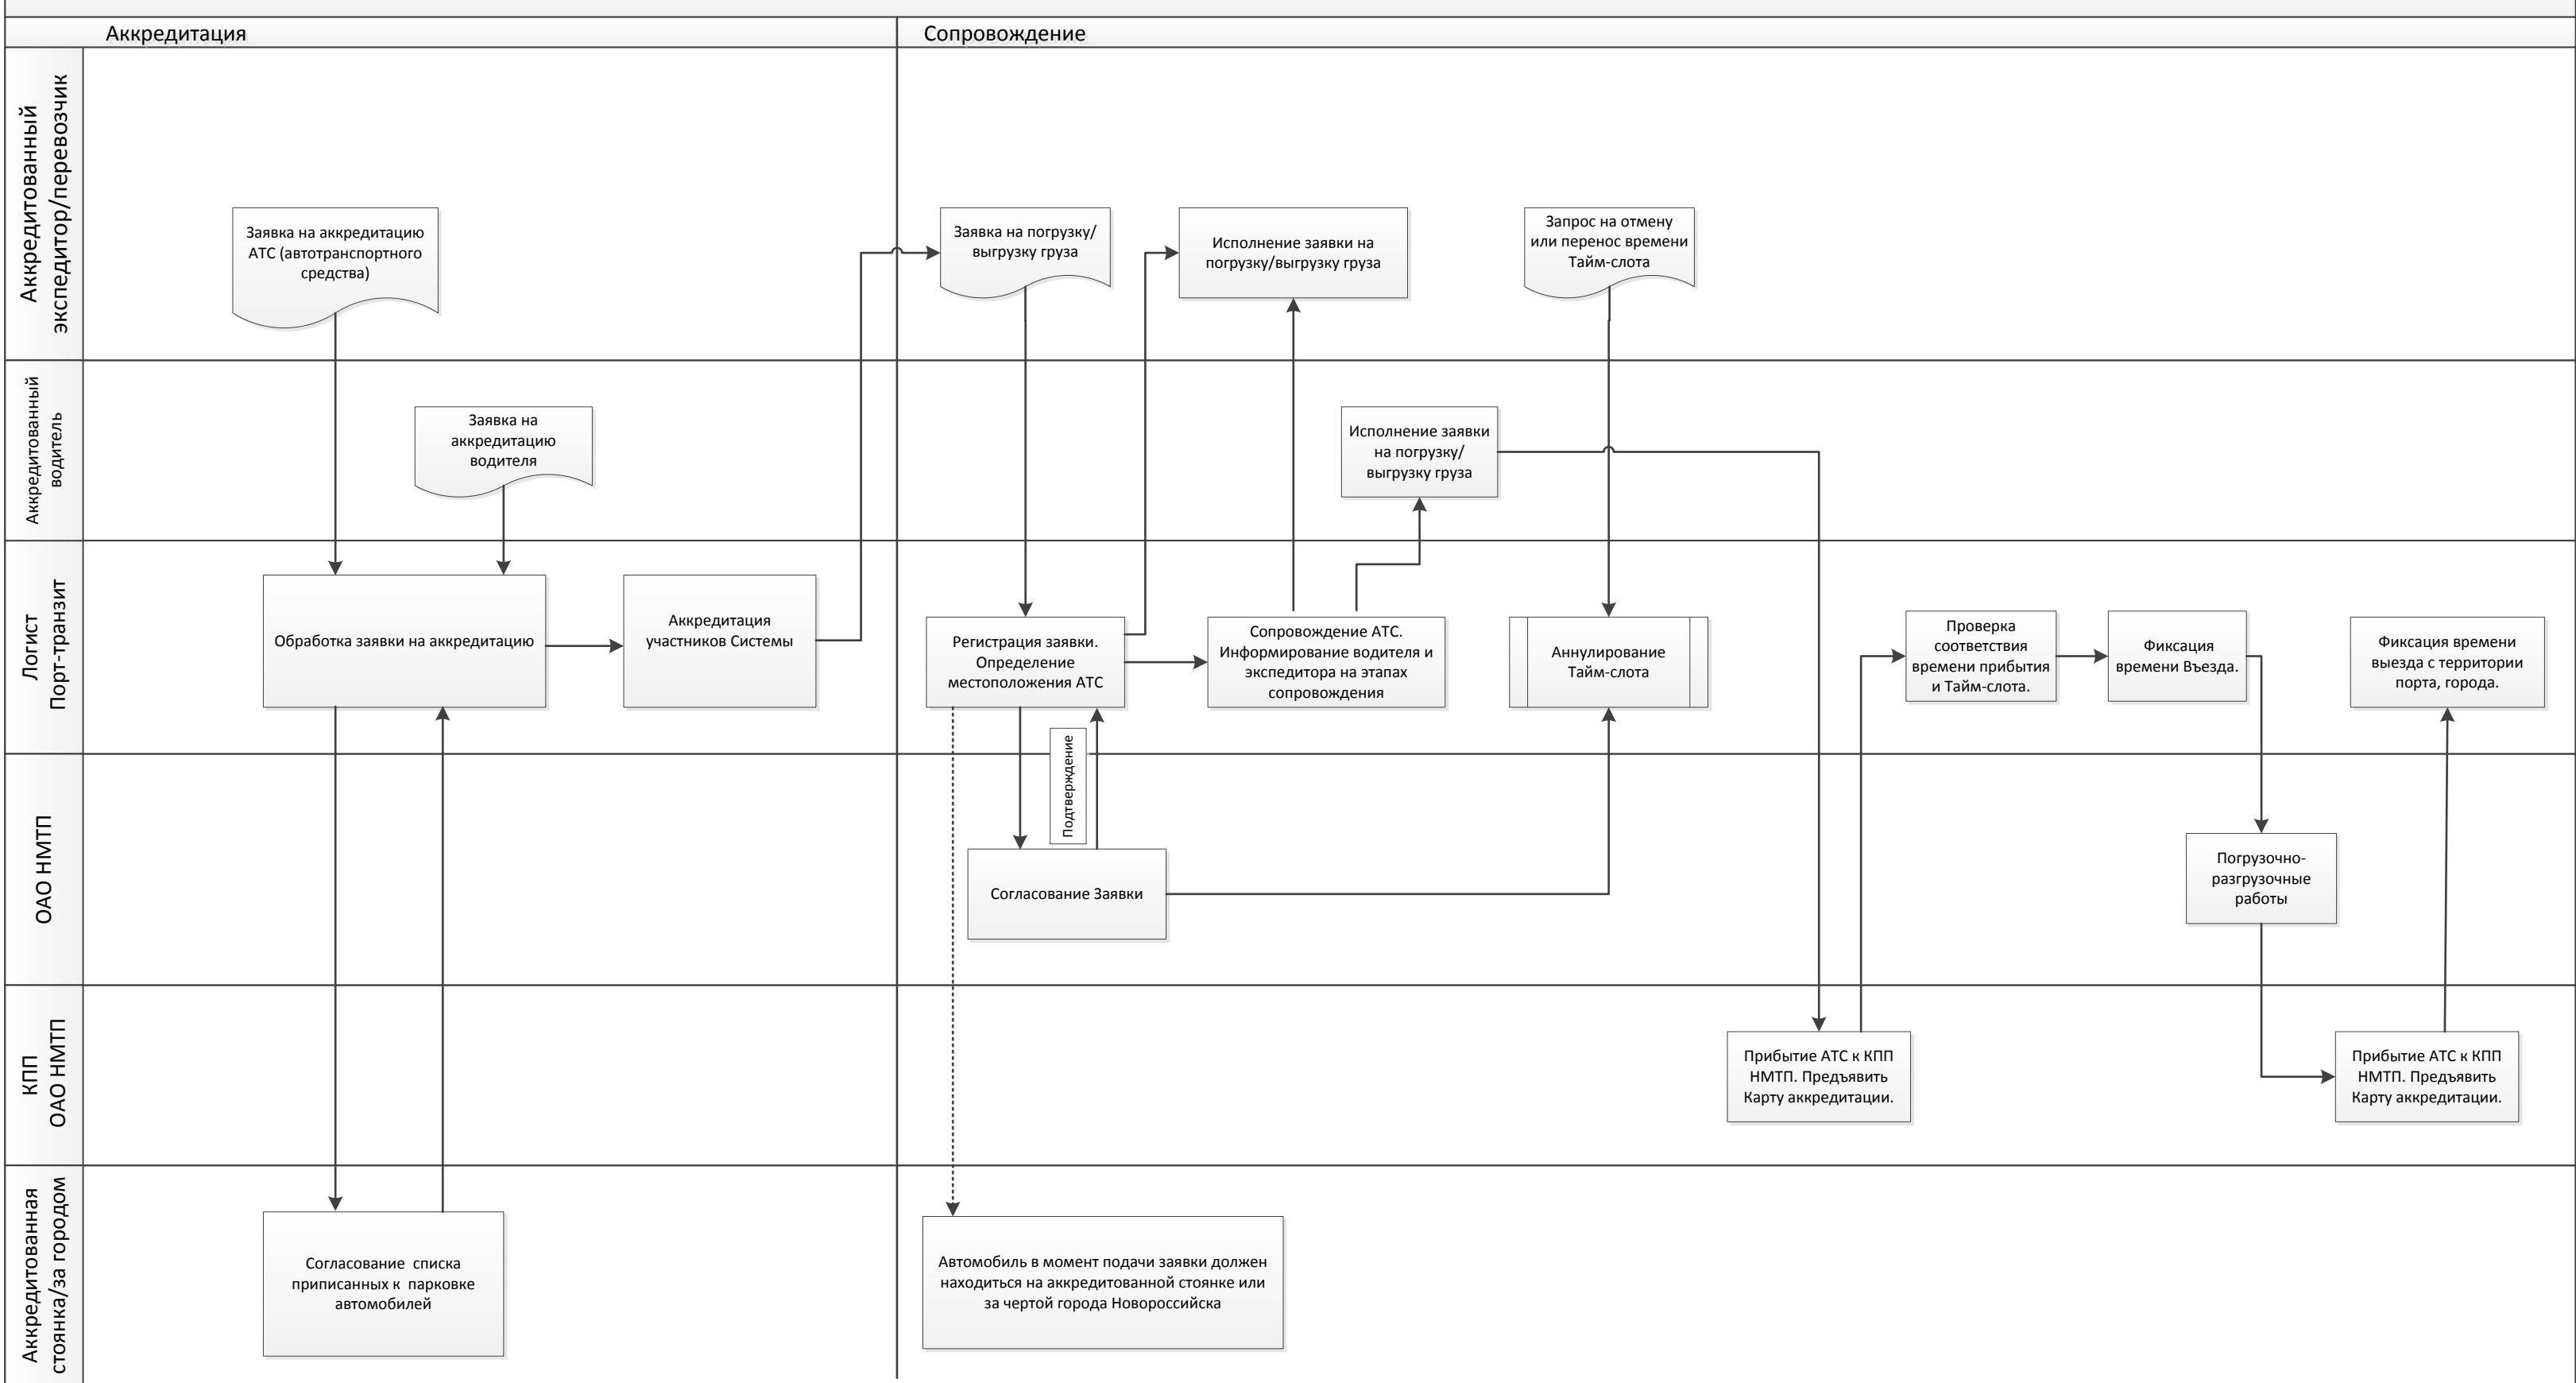 Аккредитация
Сопровождение
Аккредитованный
экспедитор/перевозчик
Заявка на аккредитацию
АТС (автотранспортного
средства)
Заявка на погрузку/
выгрузку груза
Исполнение заявки на
погрузку/выгрузку груза
Запрос на отмену
или перенос времени
Тайм-слота
Аккредитованный
водитель
Заявка на
аккредитацию
водителя
Исполнение заявки
на погрузку/
выгрузку груза
Логист
Порт-транзит
Обработка заявки на аккредитацию
Аккредитация
участников Системы
Регистрация заявки.
Определение
местоположения АТС
Сопровождение АТС.
Информирование водителя и
экспедитора на этапах
сопровождения
Аннулирование
Тайм-слота
Проверка
соответствия
времени прибытия
и Тайм-слота.
Фиксация
времени Въезда.
Фиксация времени
выезда с территории
порта, города.
Подтверждение
ОАО НМТП
Согласование Заявки
Погрузочно-
разгрузочные
работы
КПП
ОАО НМТП
Прибытие АТС к КПП
НМТП. Предъявить
Карту аккредитации.
Прибытие АТС к КПП
НМТП. Предъявить
Карту аккредитации.
Аккредитованная
стоянка/за городом
Согласование списка
приписанных к парковке
автомобилей
Автомобиль в момент подачи заявки должен
находиться на аккредитованной стоянке или
за чертой города Новороссийска